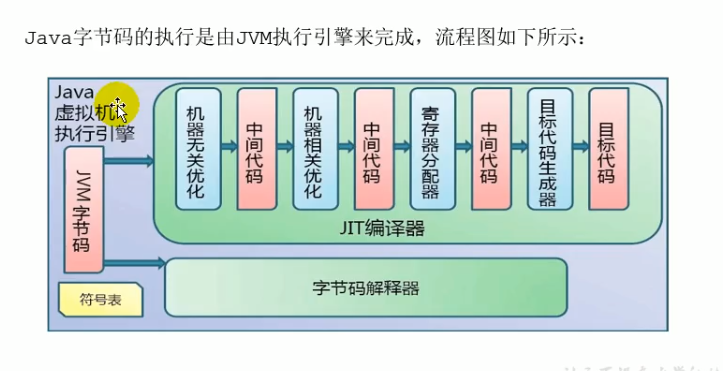 Java字节码的执行是由JVM执行引擎来完成，流程图如下所示：
Java
虚拟机
执行引擎
JVM字节码
机器无关优化
中间代码
机器相关优化
中间代码
寄存器分配器
中间代码
目标代码生成器
目标代码
JIT编译器
字节码解释器
符号表